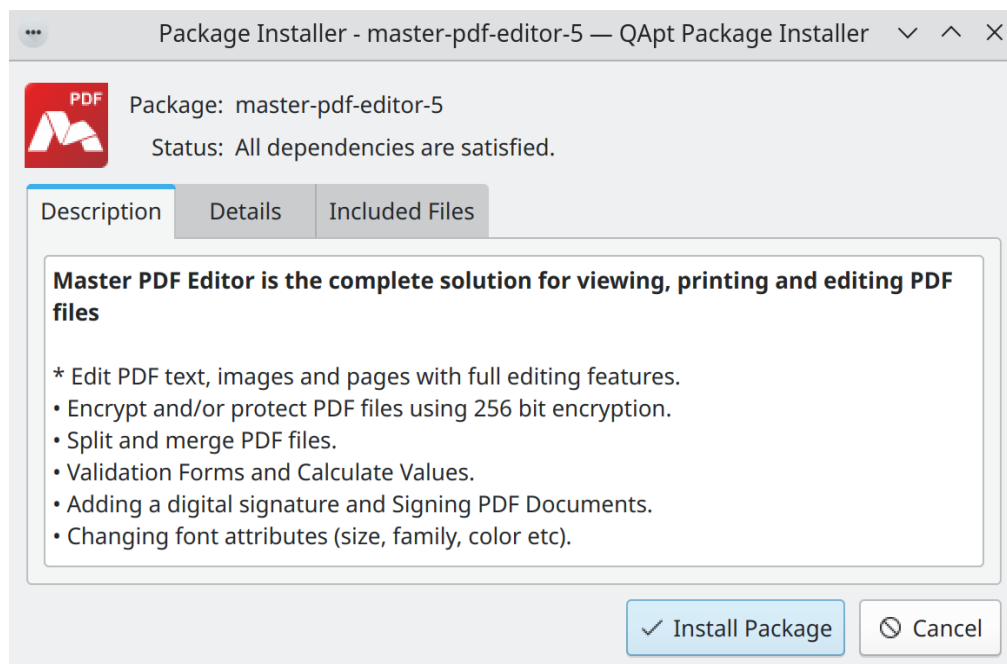 Package Installer - master-pdf-editor-5 — QApt Package Installer
PDF
Package: master-pdf-editor-5
Status: All dependencies are satisfied.
Description Details Included Files
Master PDF Editor is the complete solution for viewing, printing and editing PDF
files
* Edit PDF text, images and pages with full editing features.
• Encrypt and/or protect PDF files using 256 bit encryption.
• Split and merge PDF files.
• Validation Forms and Calculate Values.
• Adding a digital signature and Signing PDF Documents.
• Changing font attributes (size, family, color etc).
Install Package Cancel